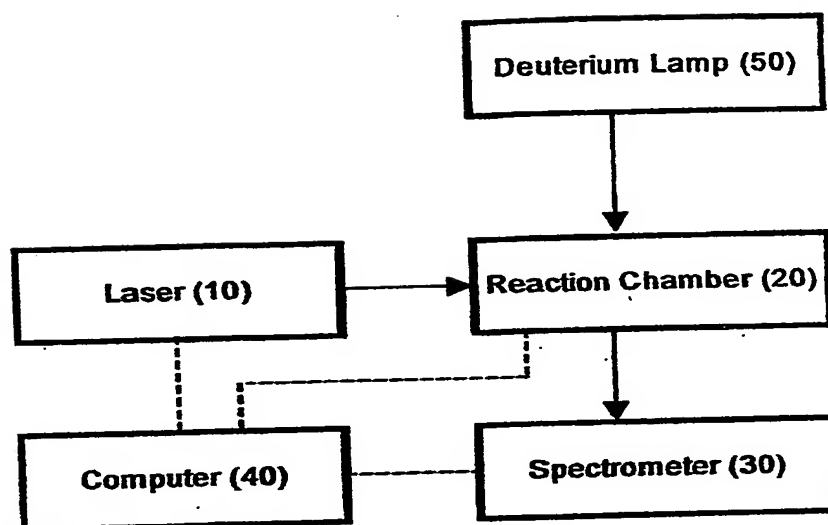 Deuterium Lamp (50)
Laser (10)
Reaction Chamber (20)
Computer (40)
Spectrometer (30)